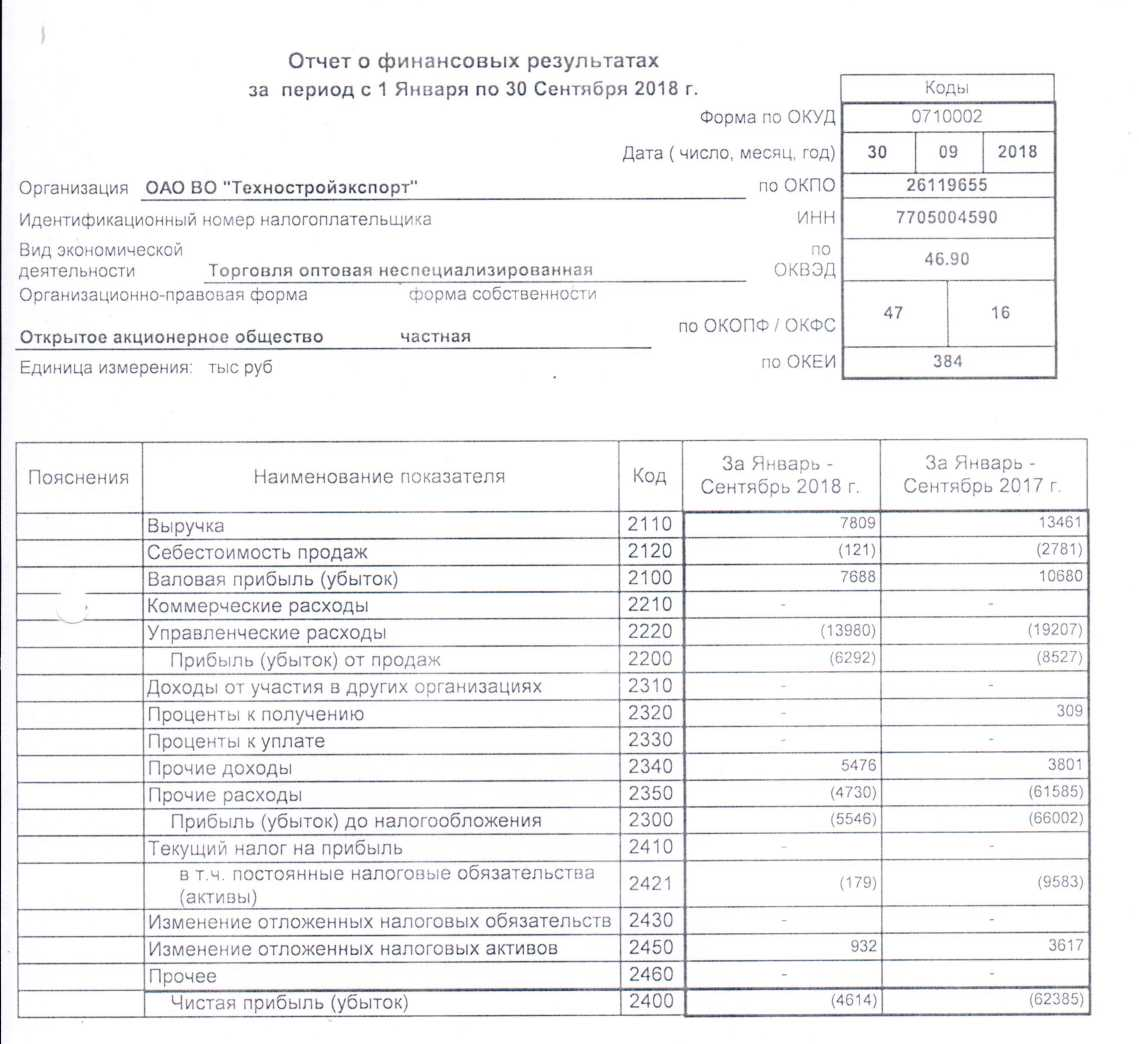 Отчет о финансовых результатах
за период с 1 Января по 30 Сентября 2018 г.
Коды
Форма по ОКУД 0710002
Дата ( число, месяц, год) 30 09 2018
Организация ОАО ВО "Техностройэкспорт" по ОКПО 26119655
Идентификационный номер налогоплательщика ИНН 7705004590
Вид экономической деятельности Торговля оптовая неспециализированная по ОКВЭД 46.90
Организационно-правовая форма форма собственности
Открытое акционерное общество частная по ОКОПФ / ОКФС 47 16
Единица измерения: тыс руб по ОКЕИ 384
Пояснения Наименование показателя Код За Январь - Сентябрь 2018 г. За Январь - Сентябрь 2017 г.
Выручка 2110 7809 13461
Себестоимость продаж 2120 (121) (2781)
Валовая прибыль (убыток) 2100 7688 10680
Коммерческие расходы 2210 - -
Управленческие расходы 2220 (13980) (19207)
Прибыль (убыток) от продаж 2200 (6292) (8527)
Доходы от участия в других организациях 2310 - -
Проценты к получению 2320 - 309
Проценты к уплате 2330 - -
Прочие доходы 2340 5476 3801
Прочие расходы 2350 (4730) (61585)
Прибыль (убыток) до налогообложения 2300 (5546) (66002)
Текущий налог на прибыль 2410 - -
в т.ч. постоянные налоговые обязательства (активы) 2421 (179) (9583)
Изменение отложенных налоговых обязательств 2430 - -
Изменение отложенных налоговых активов 2450 932 3617
Прочее 2460 - -
Чистая прибыль (убыток) 2400 (4614) (62385)